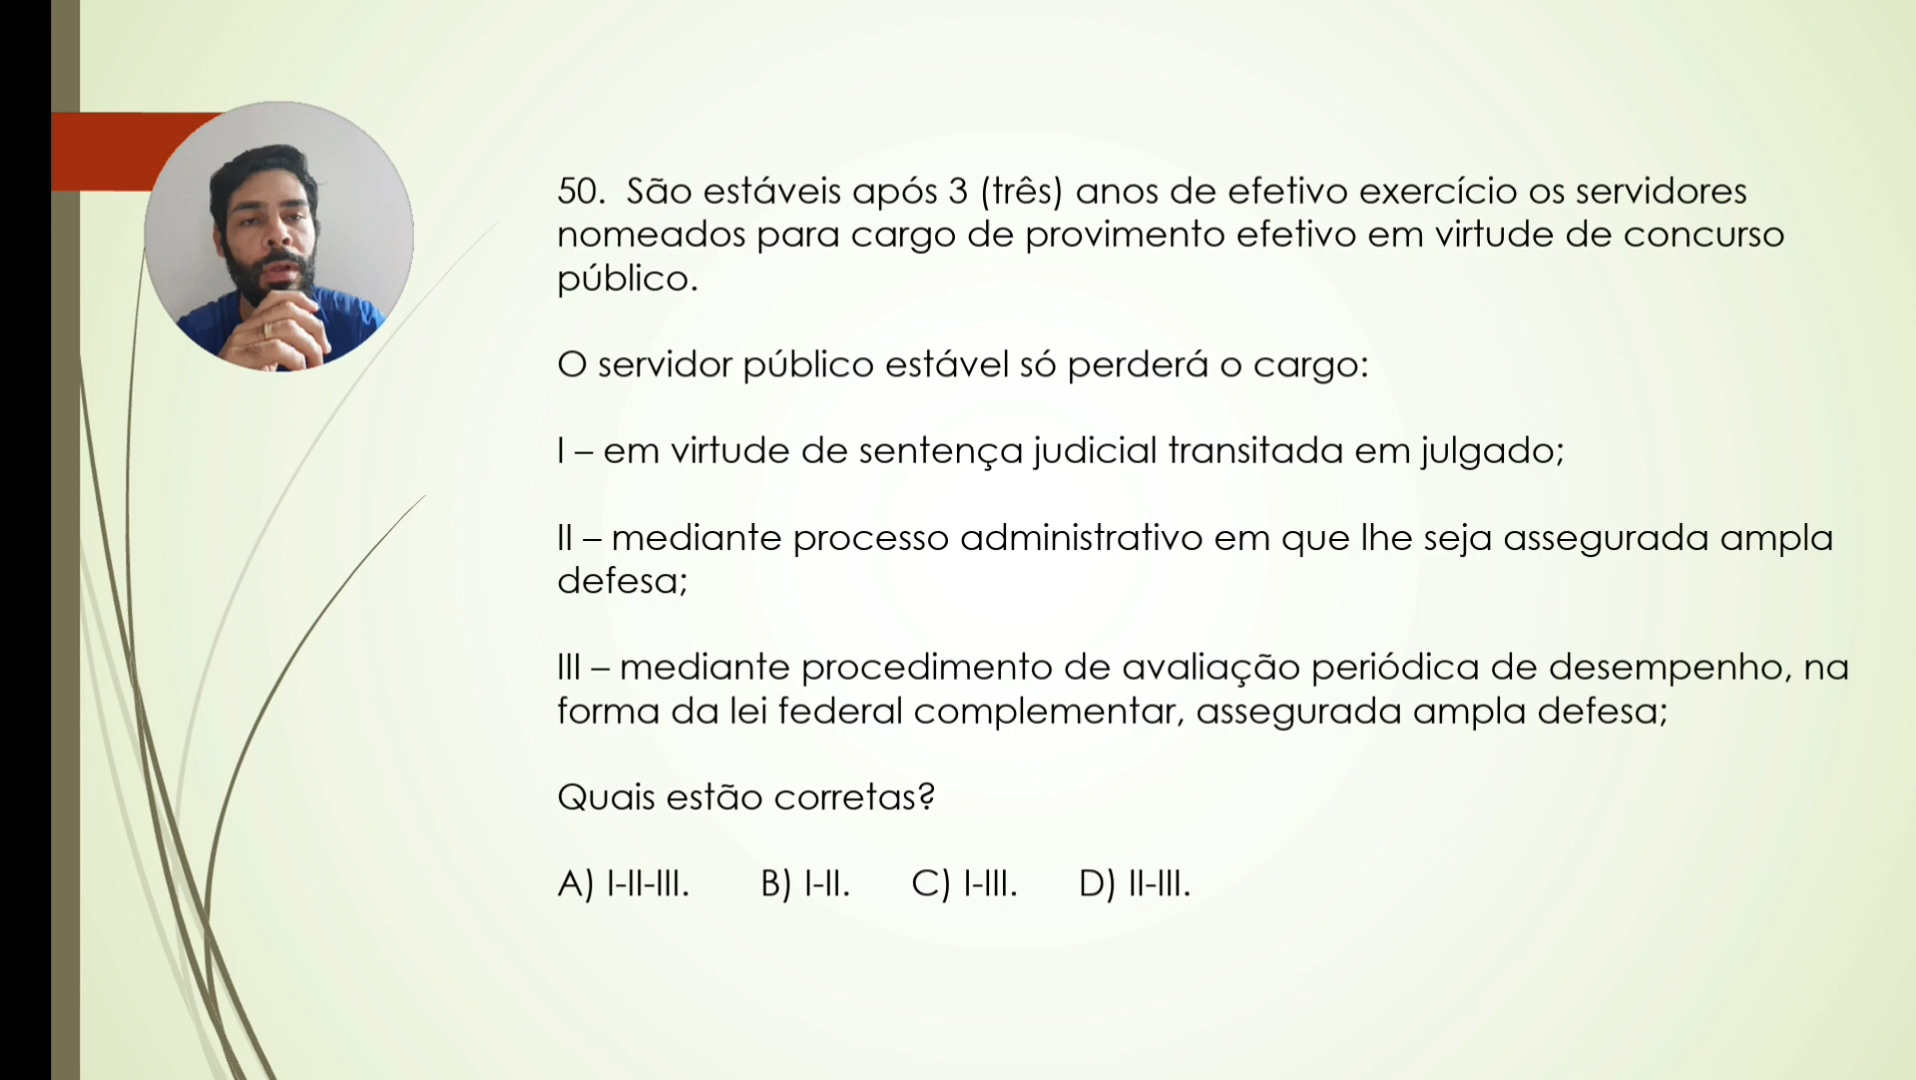 50. São estáveis após 3 (três) anos de efetivo exercício os servidores
nomeados para cargo de provimento efetivo em virtude de concurso
público.
O servidor público estável só perderá o cargo:
I – em virtude de sentença judicial transitada em julgado;
II – mediante processo administrativo em que lhe seja assegurada ampla
defesa;
III – mediante procedimento de avaliação periódica de desempenho, na
forma da lei federal complementar, assegurada ampla defesa;
Quais estão corretas?
A) I-II-III. B) I-II. C) I-III. D) II-III.